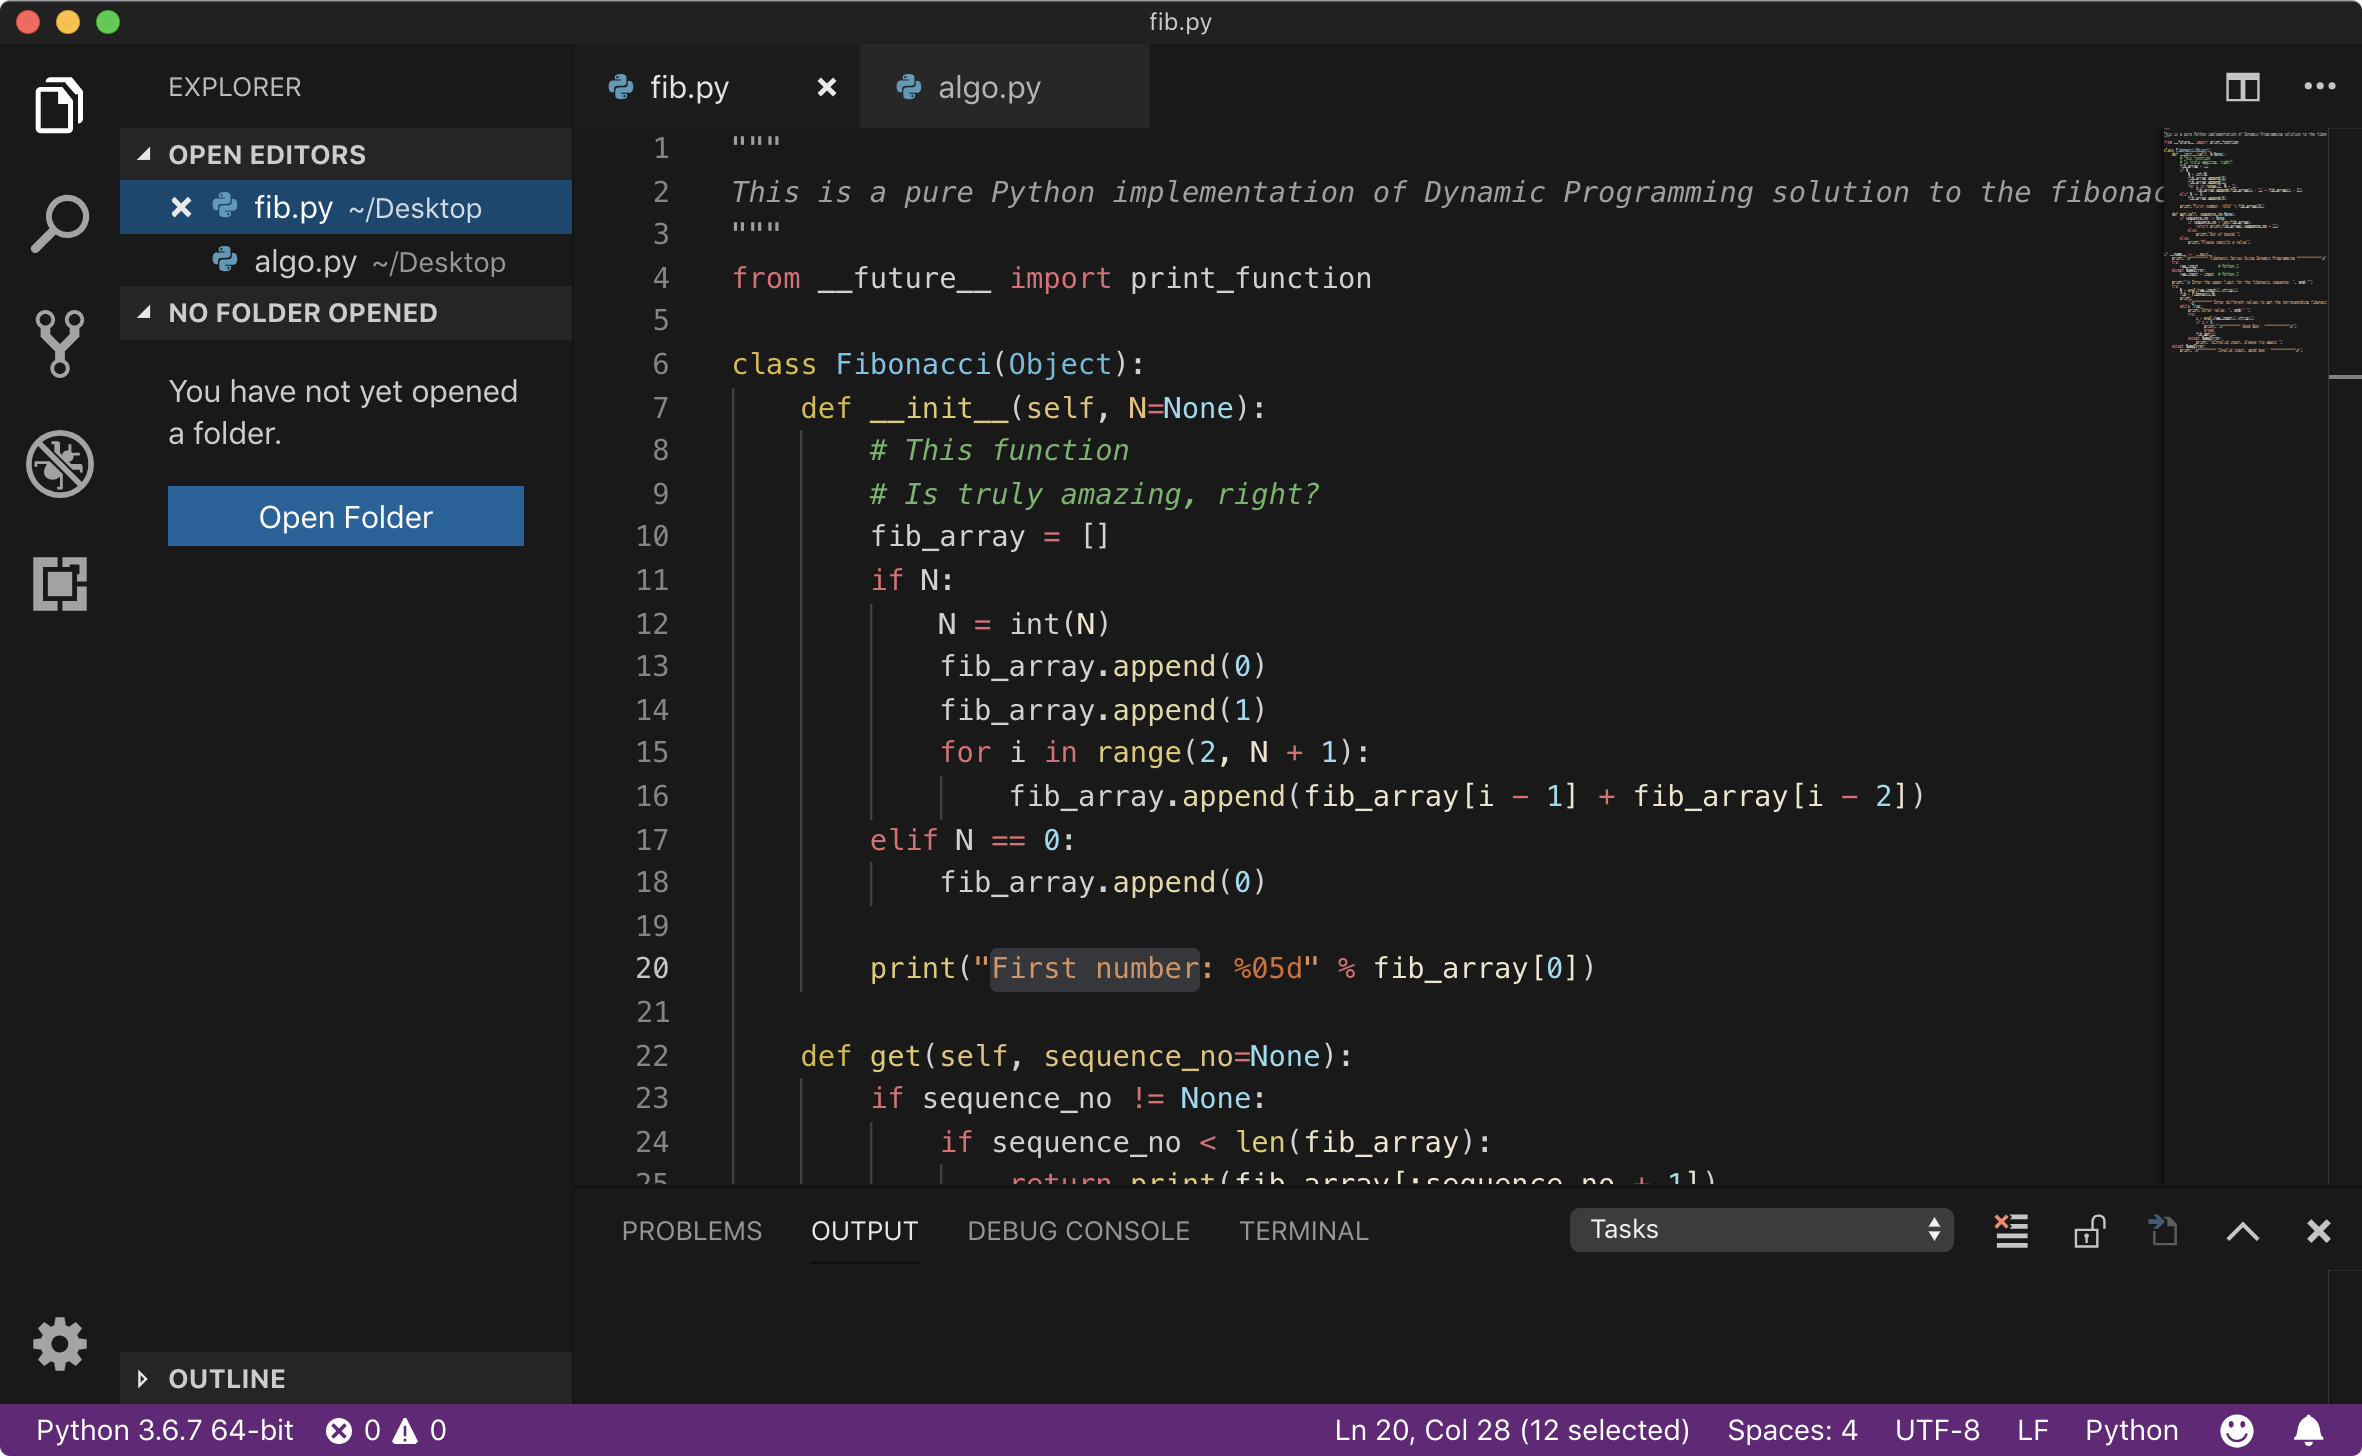 fib.py
EXPLORER
OPEN EDITORS
fib.py ~/Desktop
algo.py ~/Desktop
NO FOLDER OPENED
You have not yet opened
a folder.
Open Folder
OUTLINE
fib.py
algo.py
1 """
2 This is a pure Python implementation of Dynamic Programming solution to the fibonac
3 """
4 from __future__ import print_function
5
6 class Fibonacci(Object):
7 def __init__(self, N=None):
8 # This function
9 # Is truly amazing, right?
10 fib_array = []
11 if N:
12 N = int(N)
13 fib_array.append(0)
14 fib_array.append(1)
15 for i in range(2, N + 1):
16 fib_array.append(fib_array[i - 1] + fib_array[i - 2])
17 elif N == 0:
18 fib_array.append(0)
19
20 print("First number: %05d" % fib_array[0])
21
22 def get(self, sequence_no=None):
23 if sequence_no != None:
24 if sequence_no < len(fib_array):
25 return print(fib_array[:sequence_no + 1])
PROBLEMS OUTPUT DEBUG CONSOLE TERMINAL Tasks
Python 3.6.7 64-bit 0 0 Ln 20, Col 28 (12 selected) Spaces: 4 UTF-8 LF Python